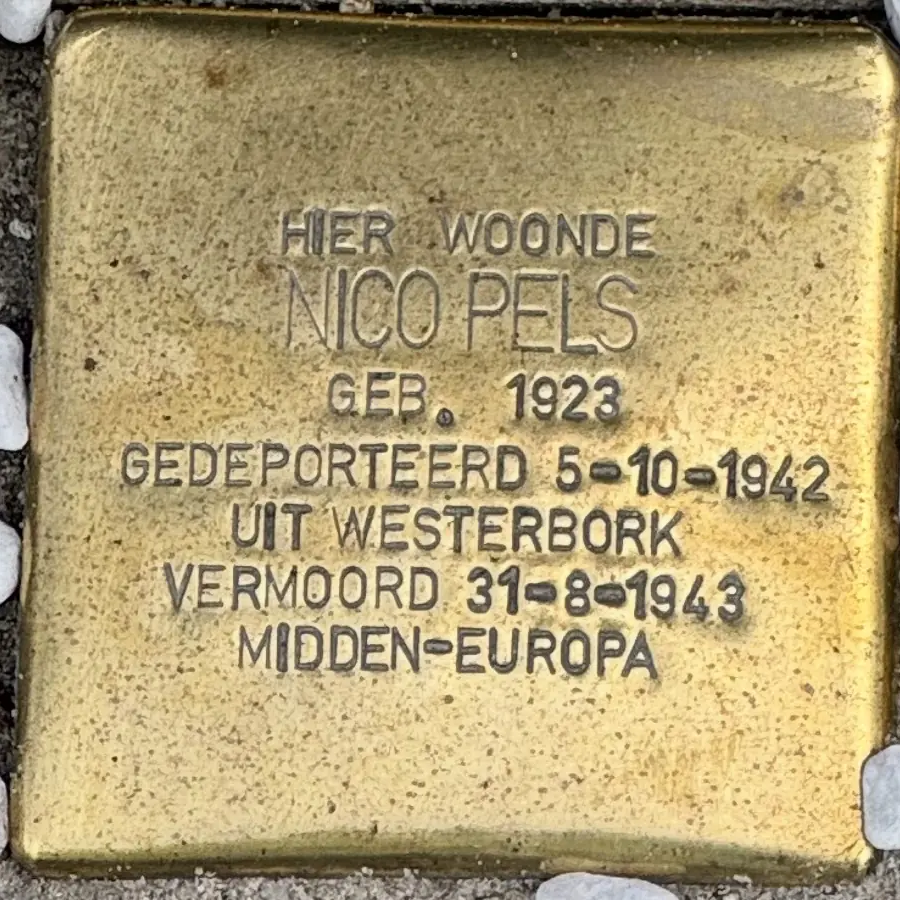 HIER WOONDE
NICO PELS
GEB. 1923
GEDEPORTEERD 5-10-1942
UIT WESTERBORK
VERMOORD 31-8-1943
MIDDEN-EUROPA